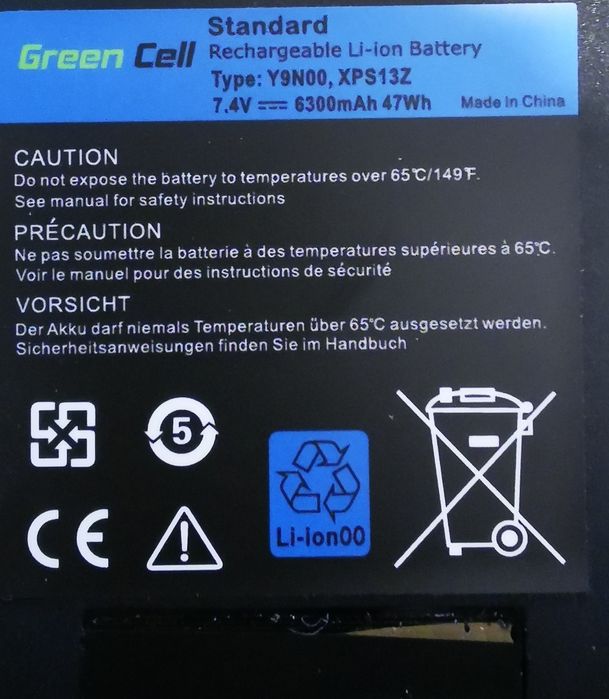 Green Cell
Standard
Rechargeable Li-ion Battery
Type: Y9N00, XPS13Z
7.4V ⎓ 6300mAh 47Wh Made in China
CAUTION
Do not expose the battery to temperatures over 65℃/149℉.
See manual for safety instructions
PRÉCAUTION
Ne pas soumettre la batterie à des temperatures supérieures à 65℃.
Voir le manuel pour des instructions de sécurité
VORSICHT
Der Akku darf niemals Temperaturen über 65℃ ausgesetzt werden.
Sicherheitsanweisungen finden Sie im Handbuch
5
CE
Li-ion00